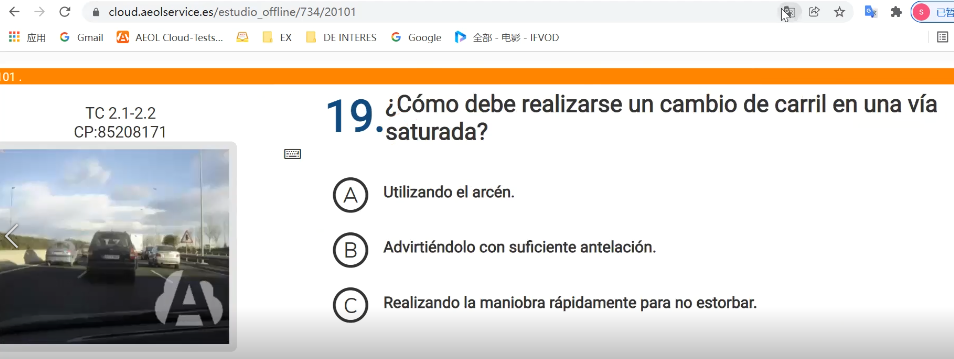 cloud.aeolservice.es/estudio_offline/734/20101
应用 Gmail AEOL Cloud- Tests... EX DE INTERES Google 全部 - 电影 - IFVOD
101 .
TC 2.1-2.2
CP:85208171
19. ¿Cómo debe realizarse un cambio de carril en una vía
saturada?
A Utilizando el arcén.
B Advirtiéndolo con suficiente antelación.
C Realizando la maniobra rápidamente para no estorbar.